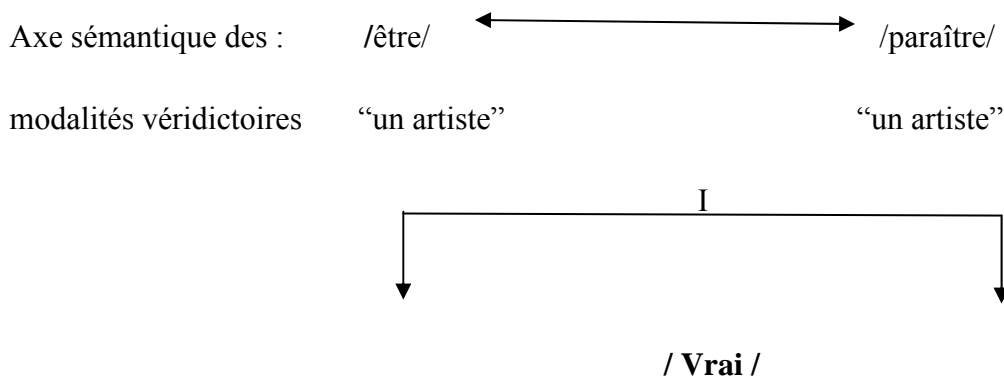 Axe sémantique des : /être/ /paraître/
modalités véridictoires “un artiste” “un artiste”
I
/ Vrai /